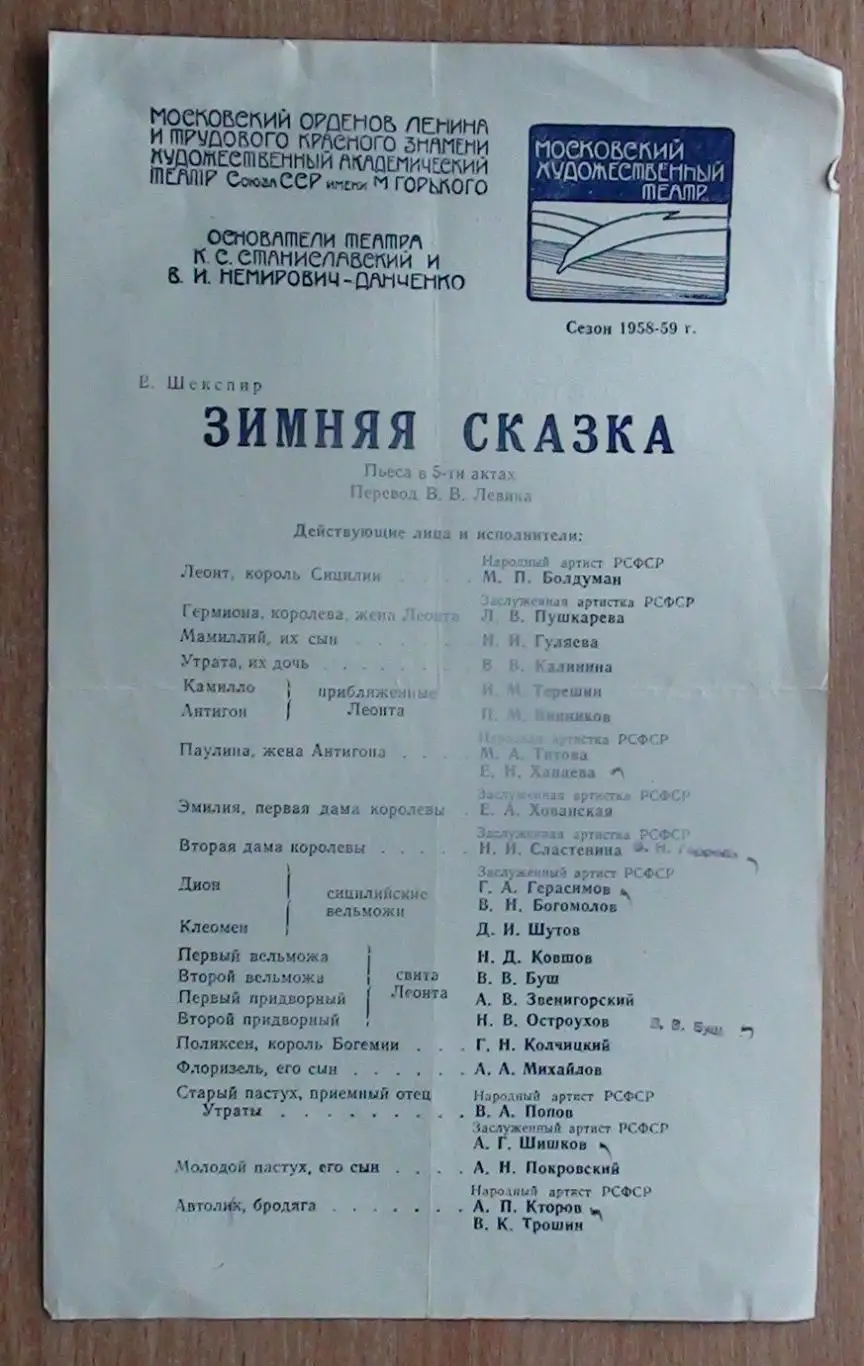 МОСКОВСКИЙ ОРДЕНОВ ЛЕНИНА
И ТРУДОВОГО КРАСНОГО ЗНАМЕНИ
ХУДОЖЕСТВЕННЫЙ АКАДЕМИЧЕСКИЙ
ТЕАТР СОЮЗА ССР ИМЕНИ М ГОРЬКОГО
ОСНОВАТЕЛИ ТЕАТРА
К. С. СТАНИСЛАВСКИЙ И
В. И. НЕМИРОВИЧ-ДАНЧЕНКО
МОСКОВСКИЙ
ХУДОЖЕСТВЕННЫЙ
ТЕАТР
Сезон 1958-59 г.
В. Шекспир
ЗИМНЯЯ СКАЗКА
Пьеса в 5-ти актах
Перевод В. В. Левика
Действующие лица и исполнители:
Народный артист РСФСР
Леонт, король Сицилии . . . . М. П. Болдуман
Заслуженная артистка РСФСР
Гермиона, королева, жена Леонта Л. В. Пушкарева
Мамиллий, их сын . . . . . . Н. И. Гуляева
Утрата, их дочь . . . . . . . В. В. Калинина
Камилло } приближенные И. М. Терешин
Антигон } Леонта П. М. Винников
Народная артистка РСФСР
Паулина, жена Антигона . . . . М. А. Титова
Е. Н. Ханаева
Заслуженная артистка РСФСР
Эмилия, первая дама королевы . Е. А. Хованская
Заслуженная артистка РСФСР
Вторая дама королевы . . . . . Н. И. Сластенина
Заслуженный артист РСФСР
Дион } сицилийские Г. А. Герасимов
вельможи В. Н. Богомолов
Клеомен } Д. И. Шутов
Первый вельможа } Н. Д. Ковшов
Второй вельможа } свита В. В. Буш
Первый придворный } Леонта А. В. Звенигорский
Второй придворный } Н. В. Остроухов В. В. Буш
Поликсен, король Богемии . . . Г. Н. Колчицкий
Флоризель, его сын . . . . . . А. А. Михайлов
Старый пастух, приемный отец Народный артист РСФСР
Утраты . . . . . . . . . В. А. Попов
Заслуженный артист РСФСР
А. Г. Шишков
Молодой пастух, его сын . . . . А. Н. Покровский
Народный артист РСФСР
Автолик, бродяга . . . . . . . А. П. Кторов
В. К. Трошин